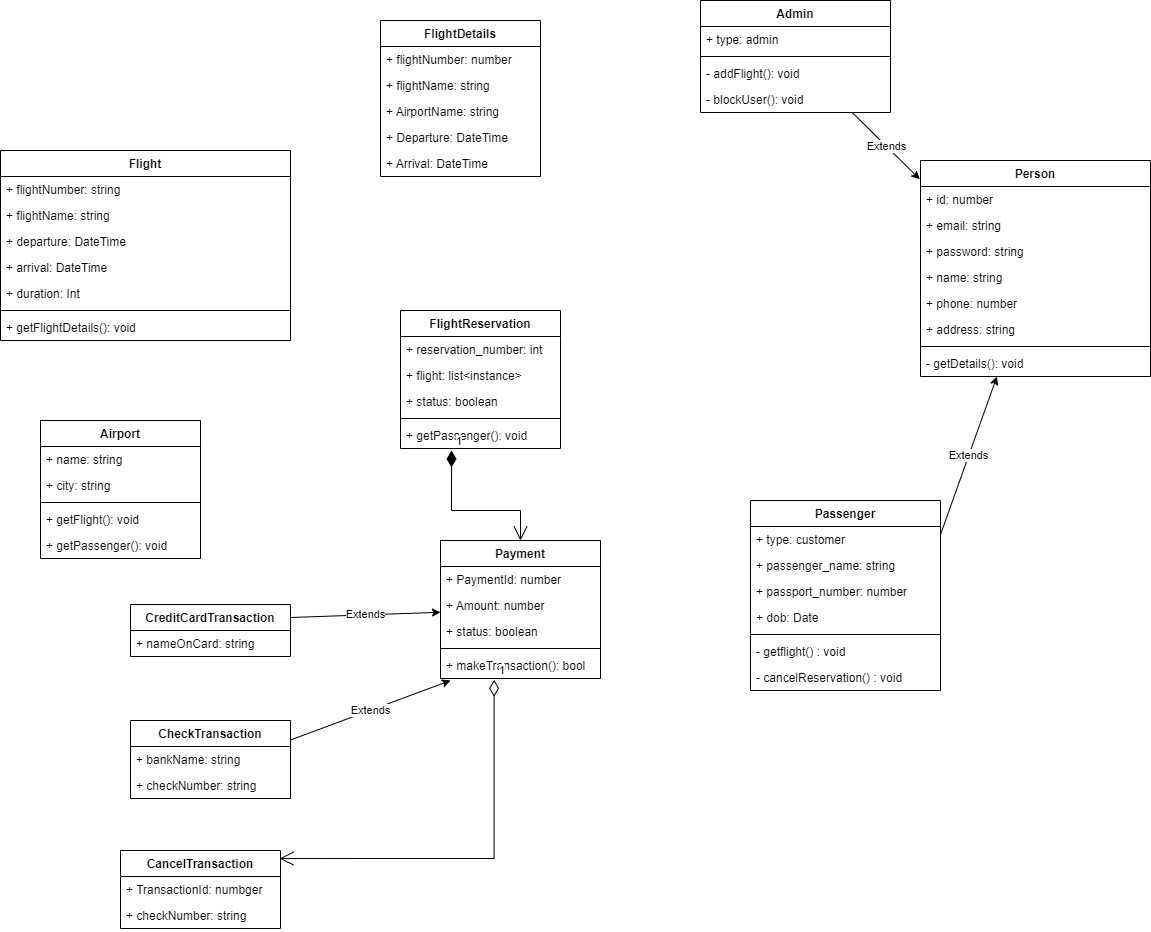 Admin
+ type: admin
- addFlight(): void
- blockUser(): void
FlightDetails
+ flightNumber: number
+ flightName: string
+ AirportName: string
+ Departure: DateTime
+ Arrival: DateTime
Extends
Flight
+ flightNumber: string
+ flightName: string
+ departure: DateTime
+ arrival: DateTime
+ duration: Int
+ getFlightDetails(): void
Person
+ id: number
+ email: string
+ password: string
+ name: string
+ phone: number
+ address: string
- getDetails(): void
FlightReservation
+ reservation_number: int
+ flight: list<instance>
+ status: boolean
+ getPassenger(): void
1
Airport
+ name: string
+ city: string
+ getFlight(): void
+ getPassenger(): void
Extends
Passenger
+ type: customer
+ passenger_name: string
+ passport_number: number
+ dob: Date
- getflight() : void
- cancelReservation() : void
Payment
+ PaymentId: number
+ Amount: number
+ status: boolean
+ makeTransaction(): bool
1
CreditCardTransaction
+ nameOnCard: string
Extends
CheckTransaction
+ bankName: string
+ checkNumber: string
Extends
CancelTransaction
+ TransactionId: numbger
+ checkNumber: string